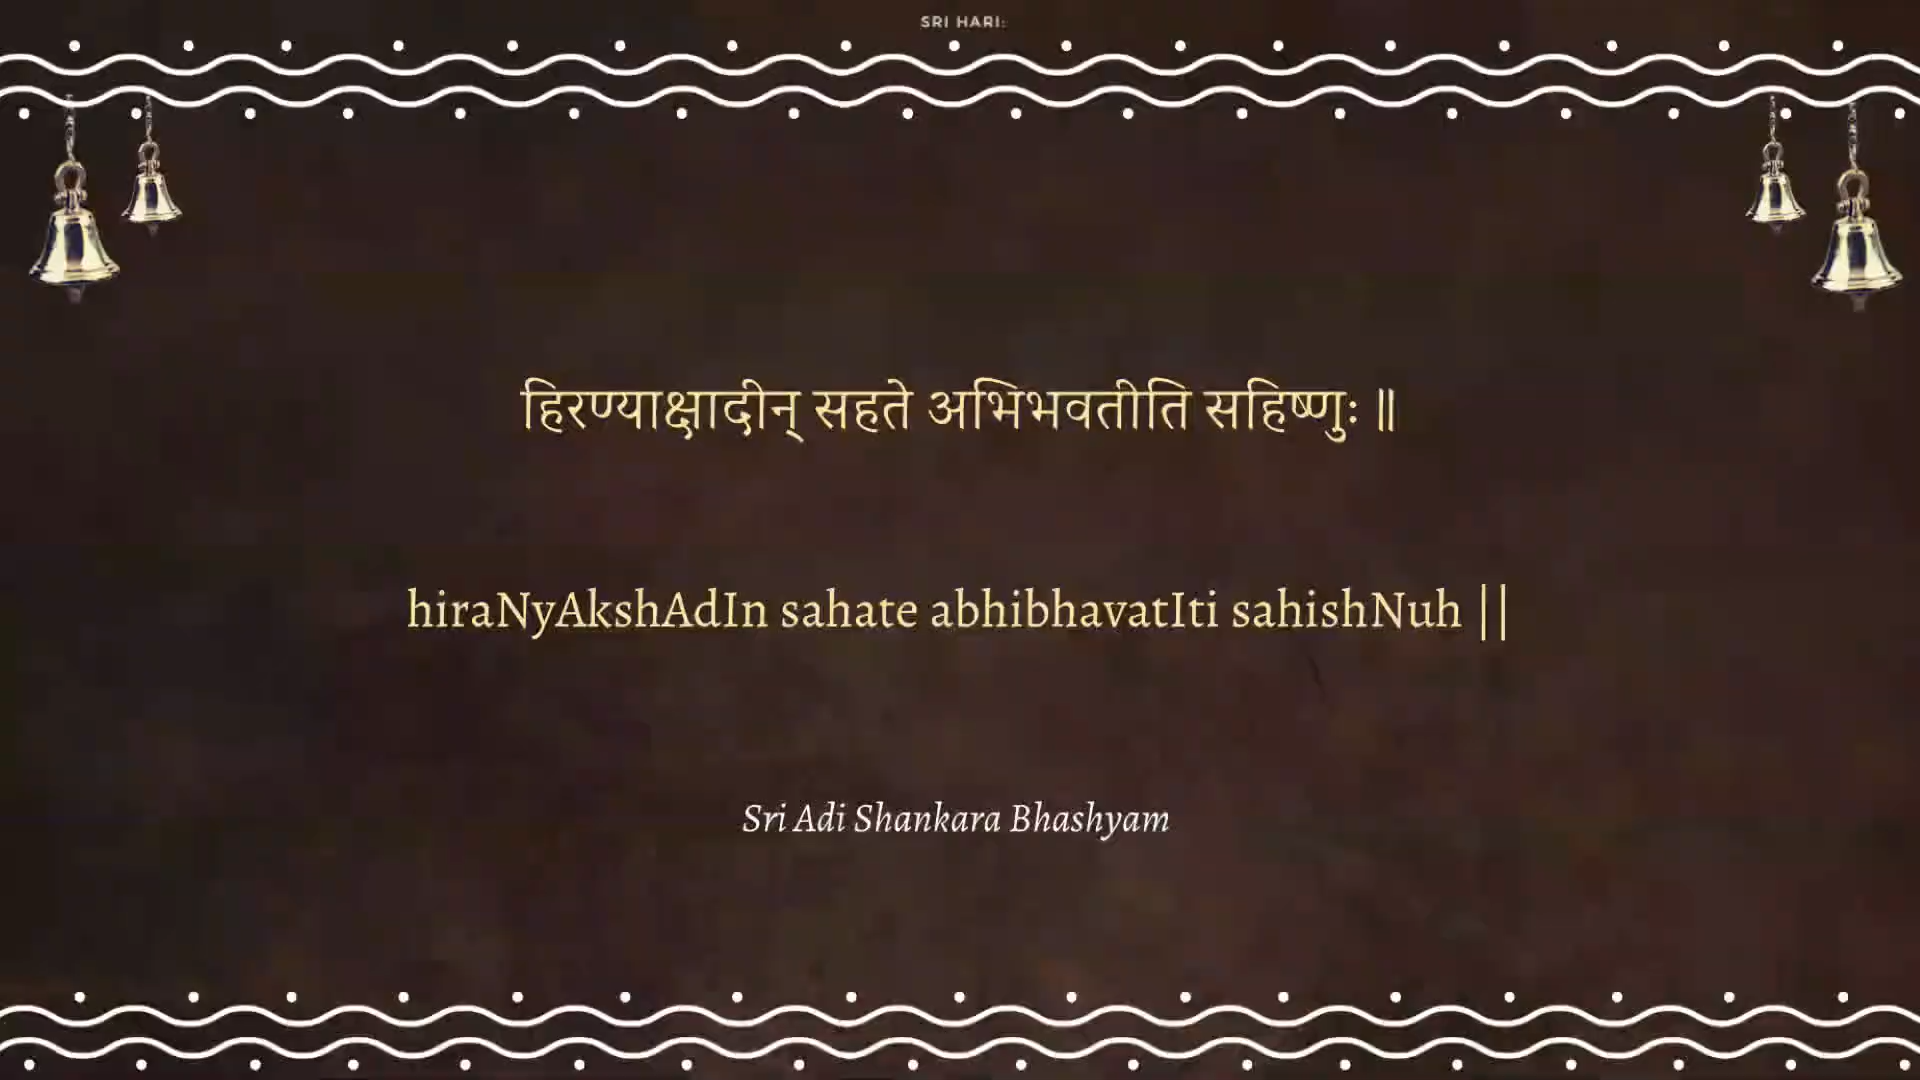 SRI HARI:
हिरण्याक्षादीन् सहते अभिभवतीति सहिष्णुः ॥
hiraNyAkshAdIn sahate abhibhavatIti sahishNuh ||
Sri Adi Shankara Bhashyam